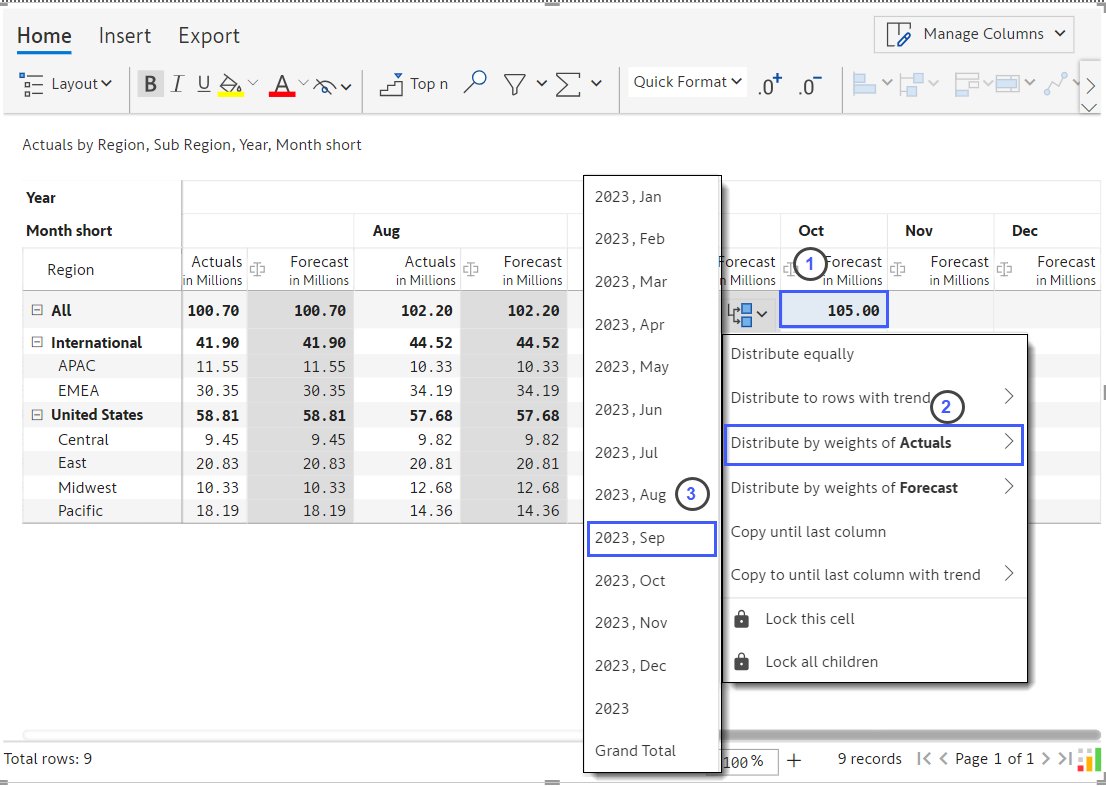 Home Insert Export Manage Columns
Layout B I U A Top n Quick Format .0+ .0-
Actuals by Region, Sub Region, Year, Month short
Year
Month short Aug Oct Nov Dec
Region Actuals in Millions Forecast in Millions Actuals in Millions Forecast in Millions Forecast n Millions 1 Forecast in Millions Forecast in Millions Forecast in Millions
All 100.70 100.70 102.20 102.20 105.00
International 41.90 41.90 44.52 44.52
APAC 11.55 11.55 10.33 10.33
EMEA 30.35 30.35 34.19 34.19
United States 58.81 58.81 57.68 57.68
Central 9.45 9.45 9.82 9.82
East 20.83 20.83 20.81 20.81
Midwest 10.33 10.33 12.68 12.68
Pacific 18.19 18.19 14.36 14.36
2023, Jan
2023, Feb
2023, Mar
2023, Apr
2023, May
2023, Jun
2023, Jul
2023, Aug 3
2023, Sep
2023, Oct
2023, Nov
2023, Dec
2023
Grand Total
Distribute equally
Distribute to rows with trend
2
Distribute by weights of Actuals
Distribute by weights of Forecast
Copy until last column
Copy to until last column with trend
Lock this cell
Lock all children
Total rows: 9 100 % + 9 records Page 1 of 1